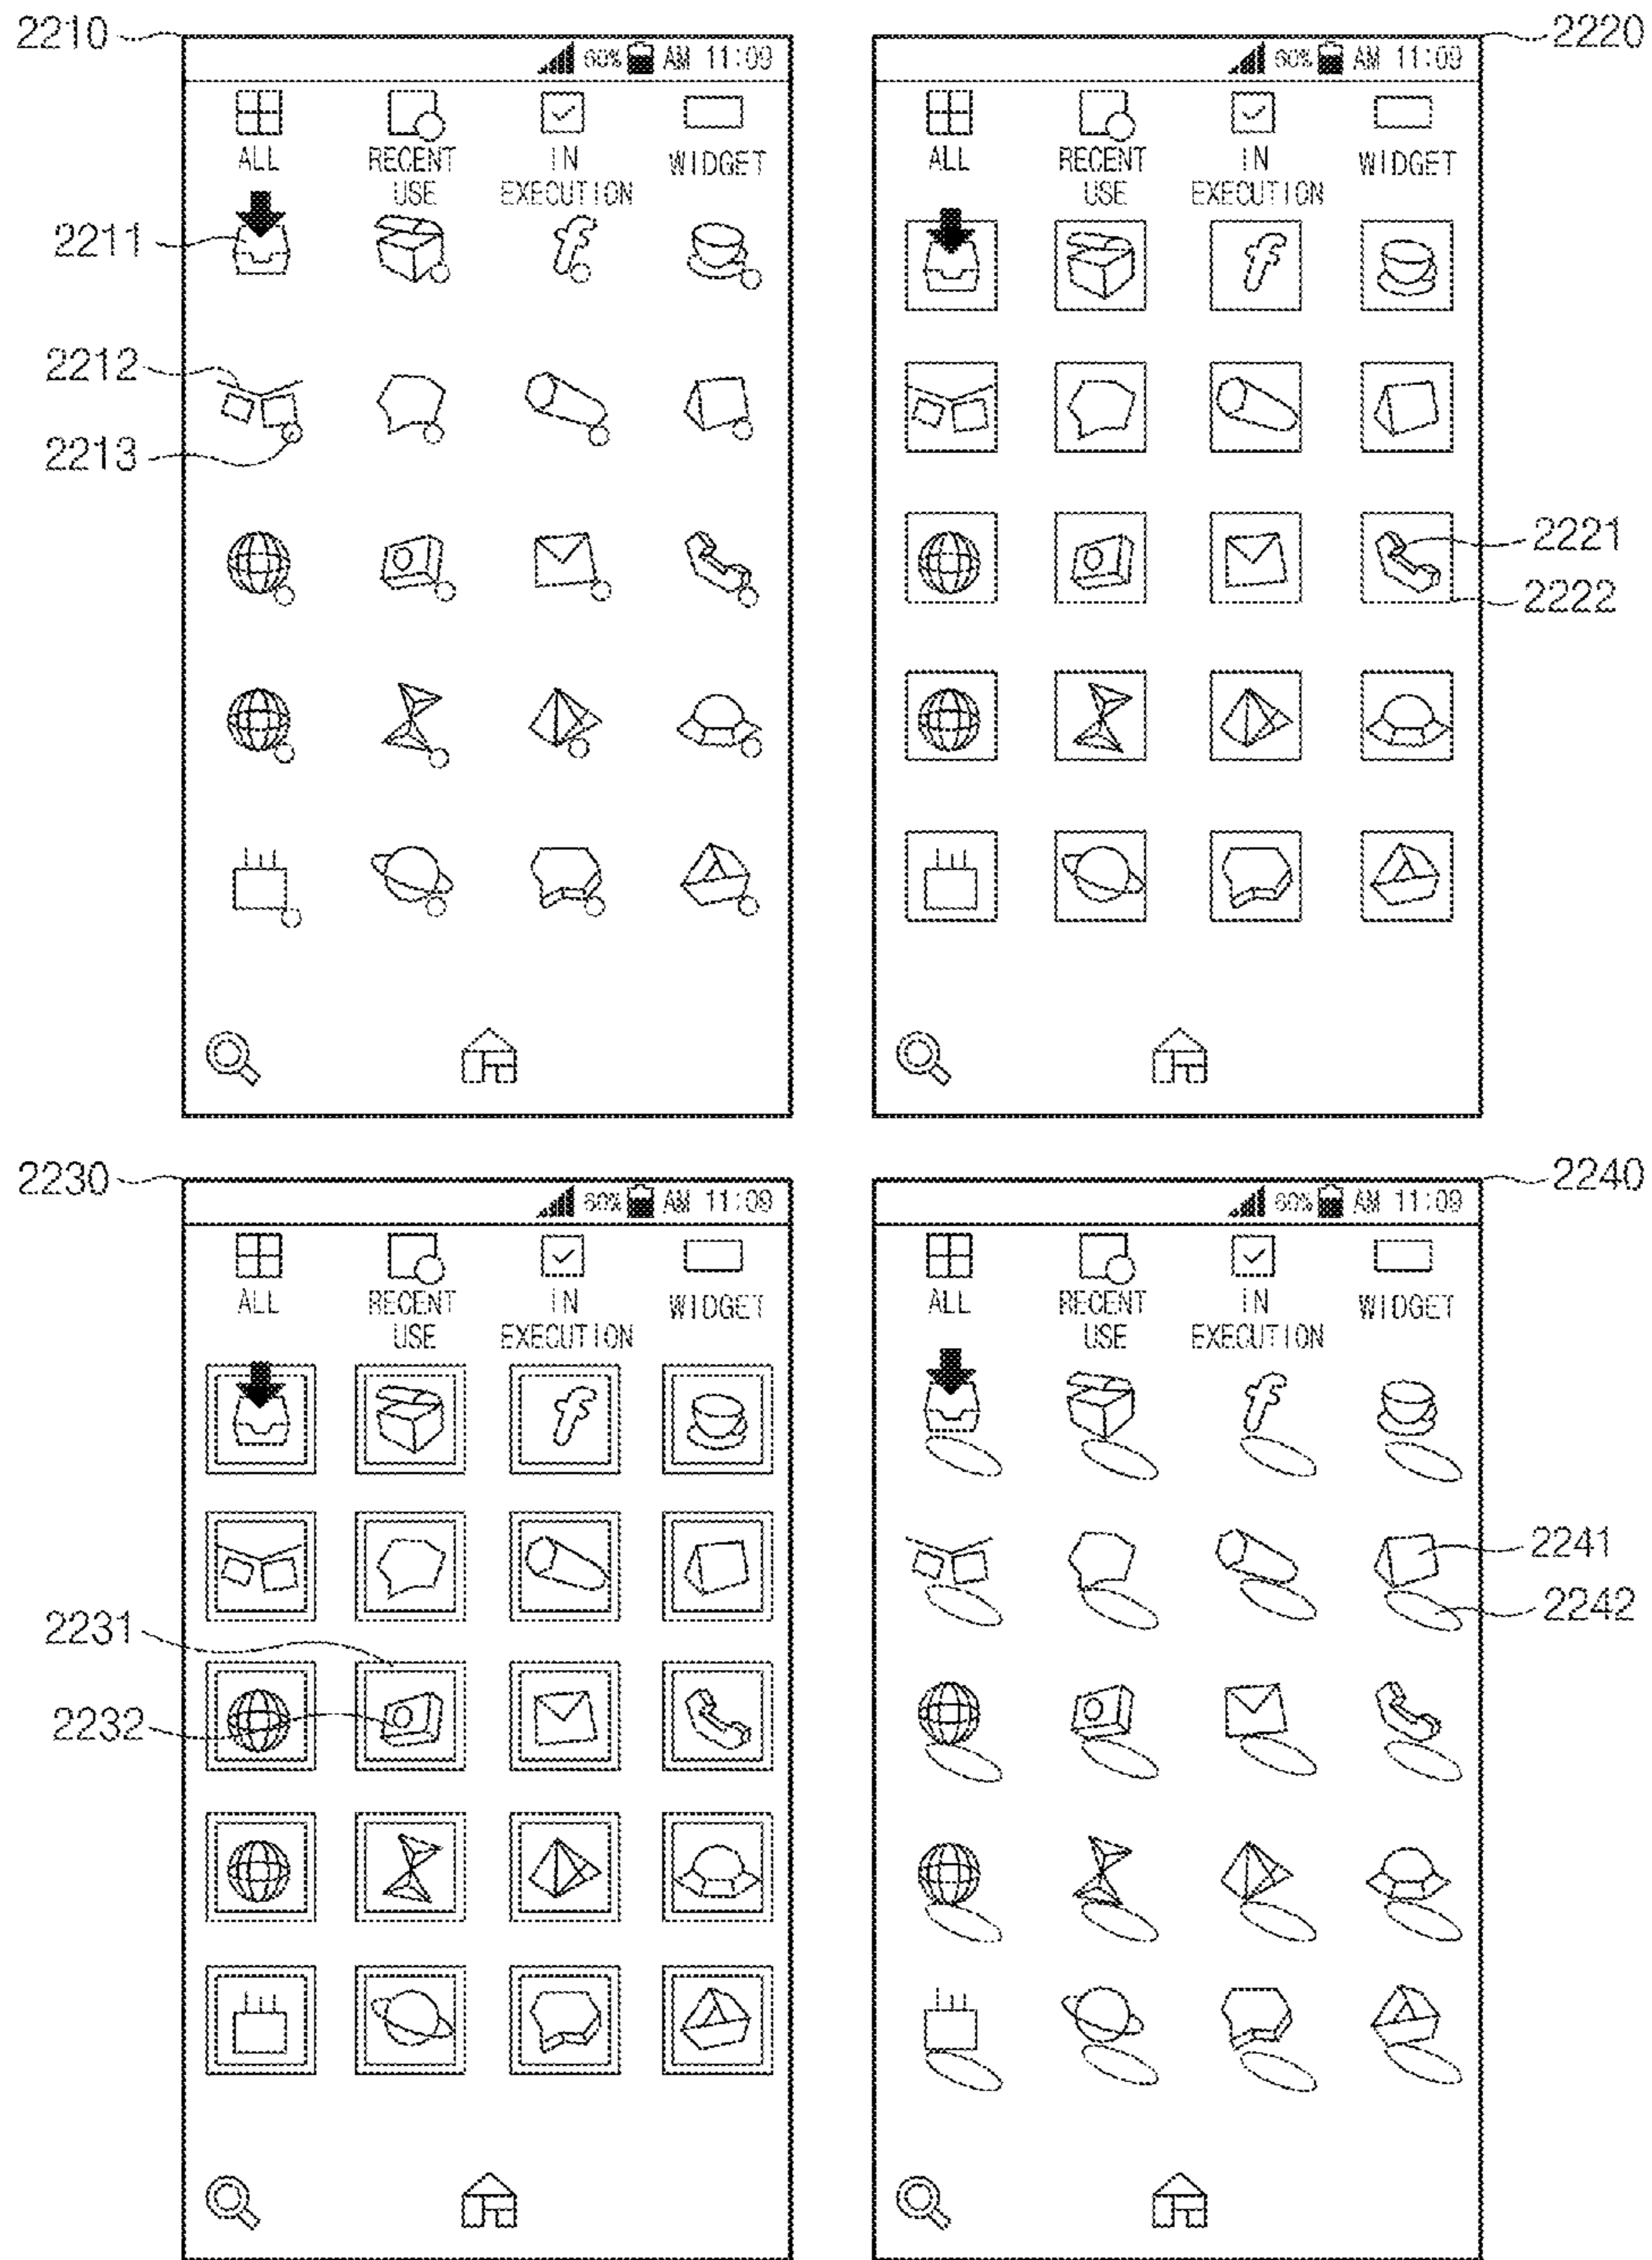 2210
2220
60% AM 11:09
60% AM 11:09
ALL RECENT USE IN EXECUTION WIDGET
ALL RECENT USE IN EXECUTION WIDGET
2211
2212
2213
2221
2222
2230
2240
60% AM 11:09
60% AM 11:09
ALL RECENT USE IN EXECUTION WIDGET
ALL RECENT USE IN EXECUTION WIDGET
2241
2242
2231
2232